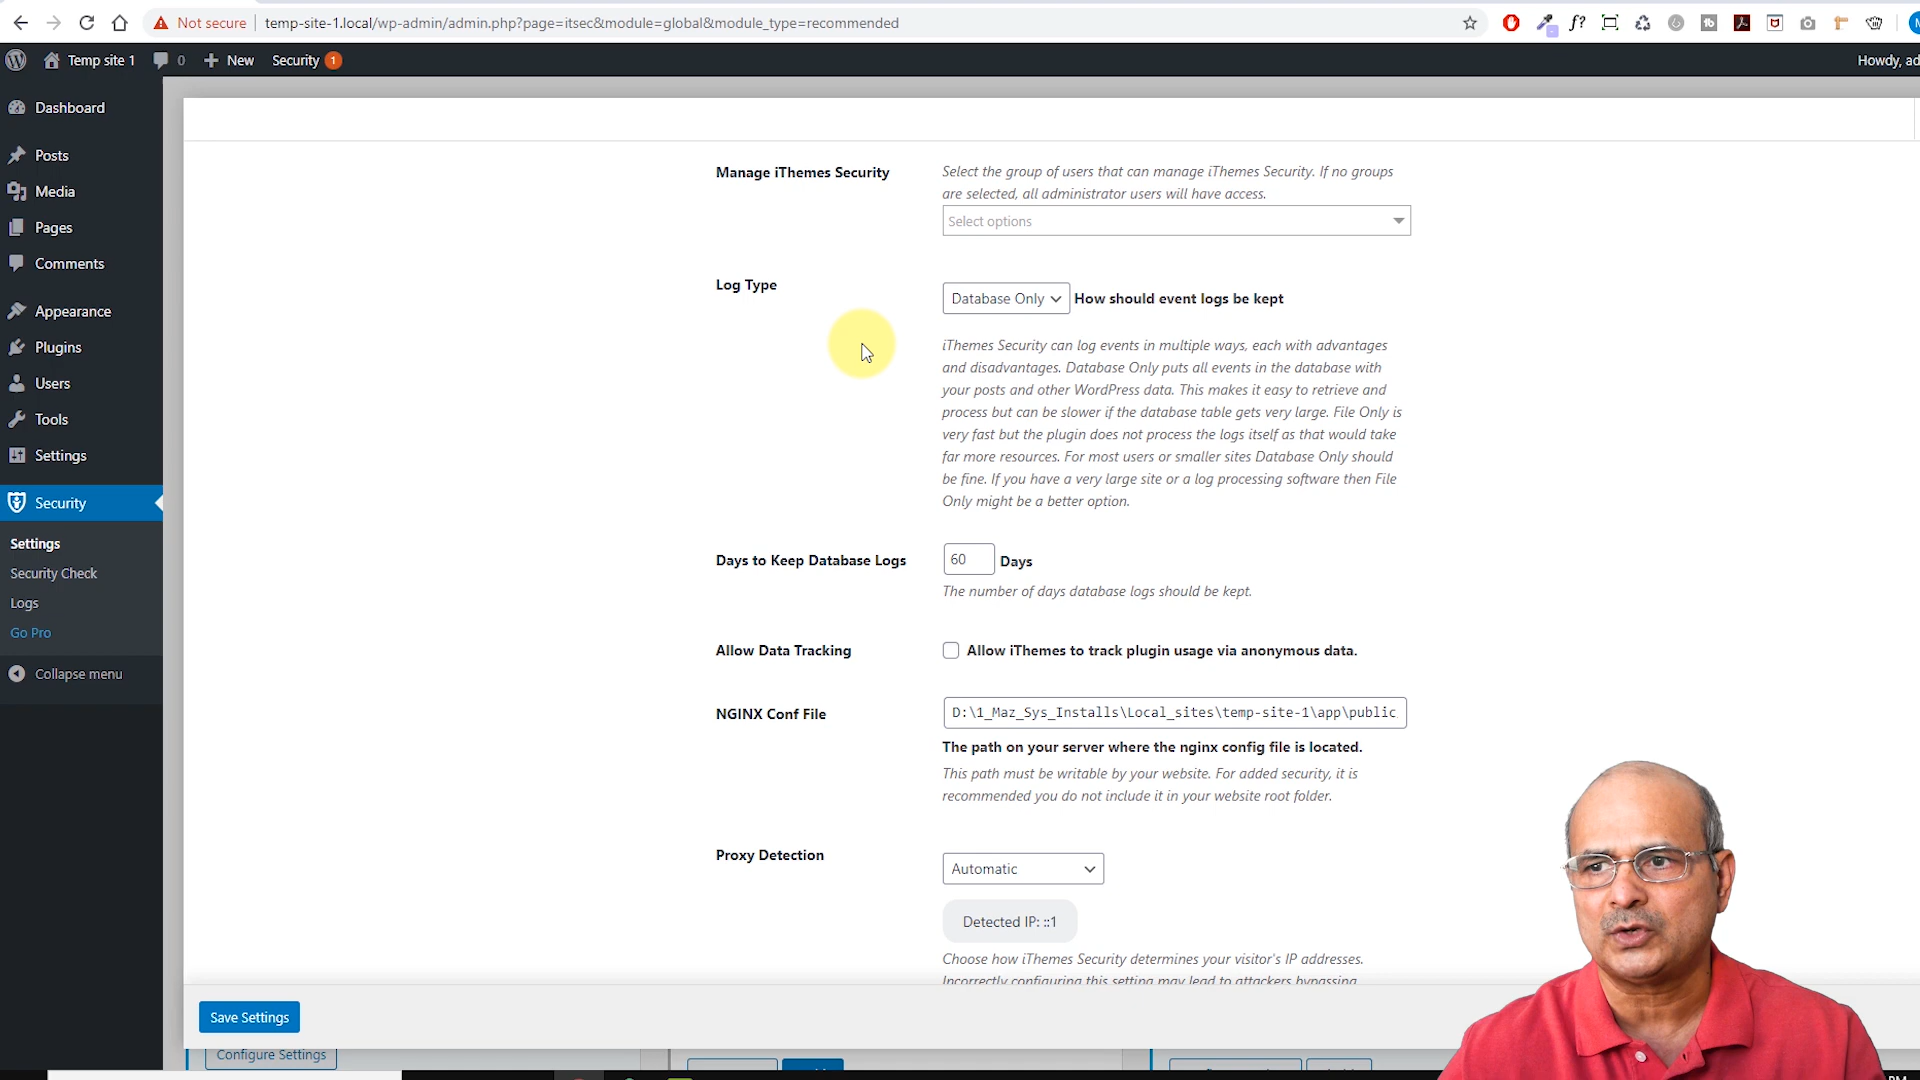 Not secure temp-site-1.local/wp-admin/admin.php?page=itsec&module=global&module_type=recommended
Temp site 1 0 New Security 1 Howdy, ad
Dashboard
Posts
Media
Pages
Comments
Appearance
Plugins
Users
Tools
Settings
Security
Settings
Security Check
Logs
Go Pro
Collapse menu
Manage iThemes Security
Select the group of users that can manage iThemes Security. If no groups
are selected, all administrator users will have access.
Select options
Log Type
Database Only How should event logs be kept
iThemes Security can log events in multiple ways, each with advantages
and disadvantages. Database Only puts all events in the database with
your posts and other WordPress data. This makes it easy to retrieve and
process but can be slower if the database table gets very large. File Only is
very fast but the plugin does not process the logs itself as that would take
far more resources. For most users or smaller sites Database Only should
be fine. If you have a very large site or a log processing software then File
Only might be a better option.
Days to Keep Database Logs 60 Days
The number of days database logs should be kept.
Allow Data Tracking Allow iThemes to track plugin usage via anonymous data.
NGINX Conf File D:\1_Maz_Sys_Installs\Local_sites\temp-site-1\app\public
The path on your server where the nginx config file is located.
This path must be writable by your website. For added security, it is
recommended you do not include it in your website root folder.
Proxy Detection
Automatic
Detected IP: ::1
Choose how iThemes Security determines your visitor's IP addresses.
Incorrectly configuring this setting may lead to attackers bypassing
Save Settings
Configure Settings